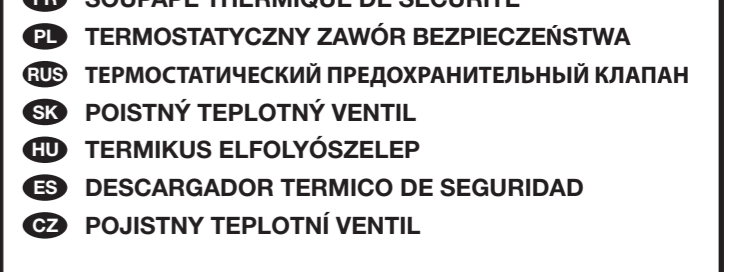 FR SOUPAPE THERMIQUE DE SECURITE
PL TERMOSTATYCZNY ZAWÓR BEZPIECZEŃSTWA
RUS ТЕРМОСТАТИЧЕСКИЙ ПРЕДОХРАНИТЕЛЬНЫЙ КЛАПАН
SK POISTNÝ TEPLOTNÝ VENTIL
HU TERMIKUS ELFOLYÓSZELEP
ES DESCARGADOR TERMICO DE SEGURIDAD
CZ POJISTNY TEPLOTNÍ VENTIL